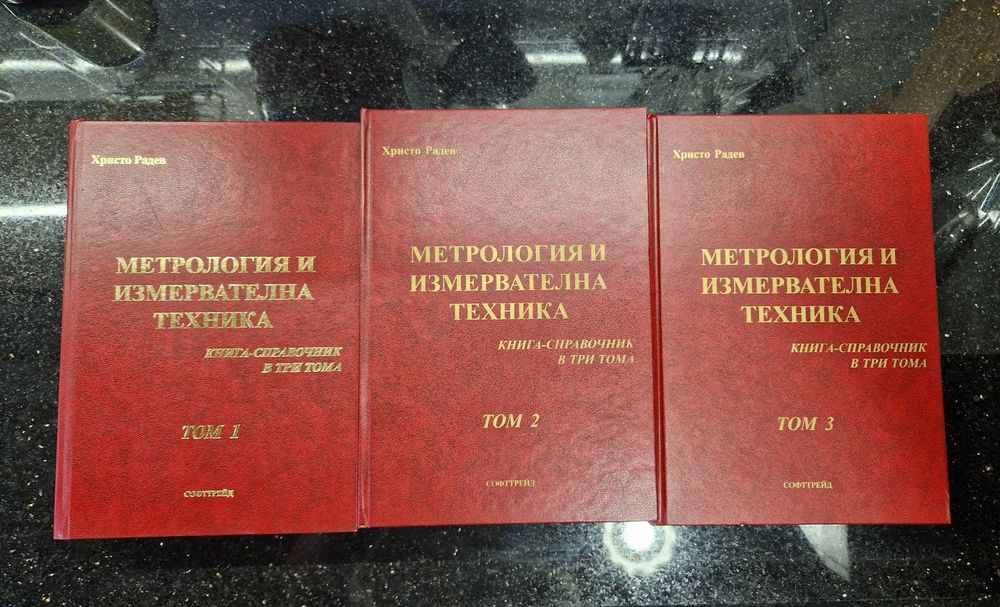 Христо Радев
МЕТРОЛОГИЯ И
ИЗМЕРВАТЕЛНА
ТЕХНИКА
КНИГА-СПРАВОЧНИК
В ТРИ ТОМА
ТОМ 1
СОФТТРЕЙД
Христо Радев
МЕТРОЛОГИЯ И
ИЗМЕРВАТЕЛНА
ТЕХНИКА
КНИГА-СПРАВОЧНИК
В ТРИ ТОМА
ТОМ 2
СОФТТРЕЙД
Христо Радев
МЕТРОЛОГИЯ И
ИЗМЕРВАТЕЛНА
ТЕХНИКА
КНИГА-СПРАВОЧНИК
В ТРИ ТОМА
ТОМ 3
СОФТТРЕЙД